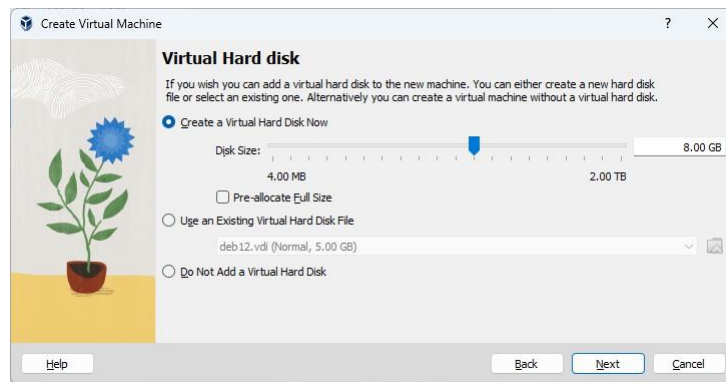 Create Virtual Machine
?
Virtual Hard disk
If you wish you can add a virtual hard disk to the new machine. You can either create a new hard disk
file or select an existing one. Alternatively you can create a virtual machine without a virtual hard disk.
Create a Virtual Hard Disk Now
Disk Size:
8.00 GB
4.00 MB
2.00 TB
Pre-allocate Full Size
Use an Existing Virtual Hard Disk File
deb12.vdi (Normal, 5.00 GB)
Do Not Add a Virtual Hard Disk
Help
Back
Next
Cancel